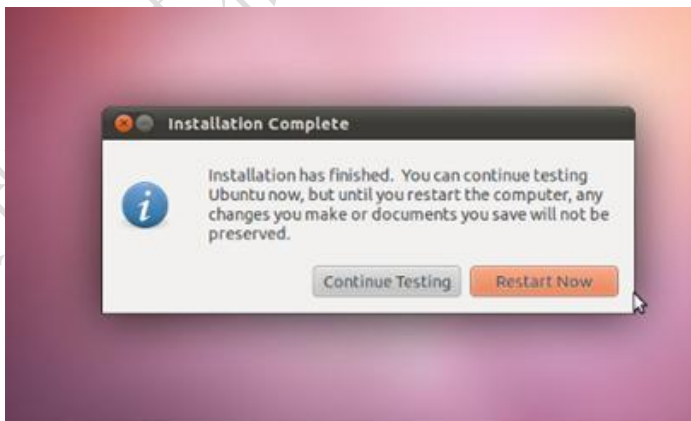 Installation Complete
Installation has finished. You can continue testing
Ubuntu now, but until you restart the computer, any
changes you make or documents you save will not be
preserved.
Continue Testing
Restart Now